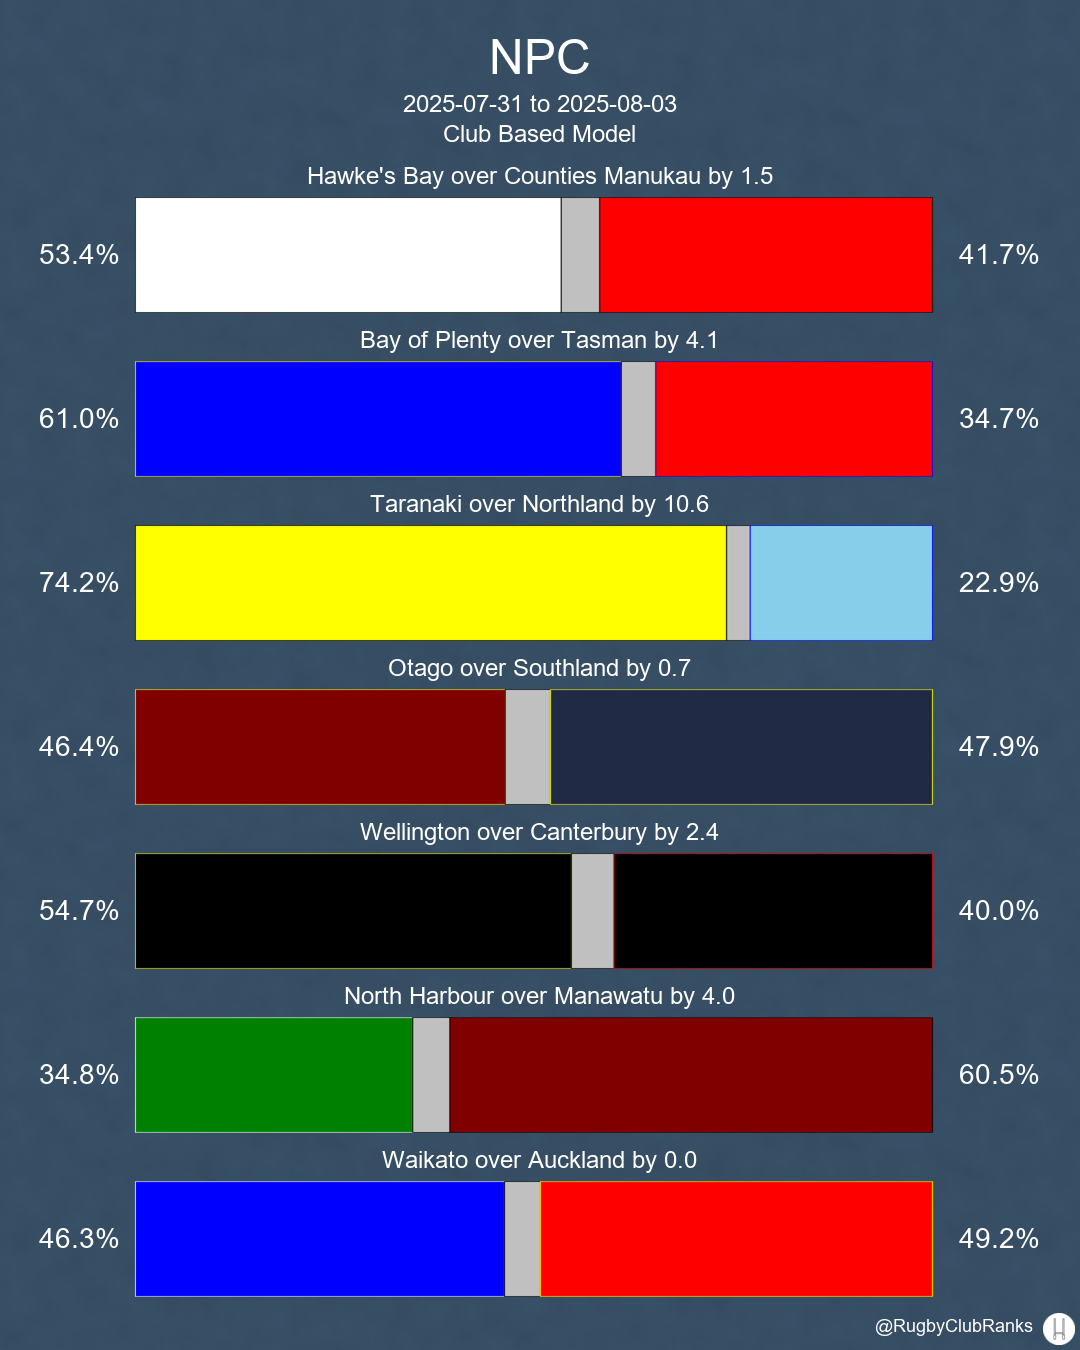 NPC
2025-07-31 to 2025-08-03
Club Based Model
Hawke's Bay over Counties Manukau by 1.5
53.4% 41.7%
Bay of Plenty over Tasman by 4.1
61.0% 34.7%
Taranaki over Northland by 10.6
74.2% 22.9%
Otago over Southland by 0.7
46.4% 47.9%
Wellington over Canterbury by 2.4
54.7% 40.0%
North Harbour over Manawatu by 4.0
34.8% 60.5%
Waikato over Auckland by 0.0
46.3% 49.2%
@RugbyClubRanks